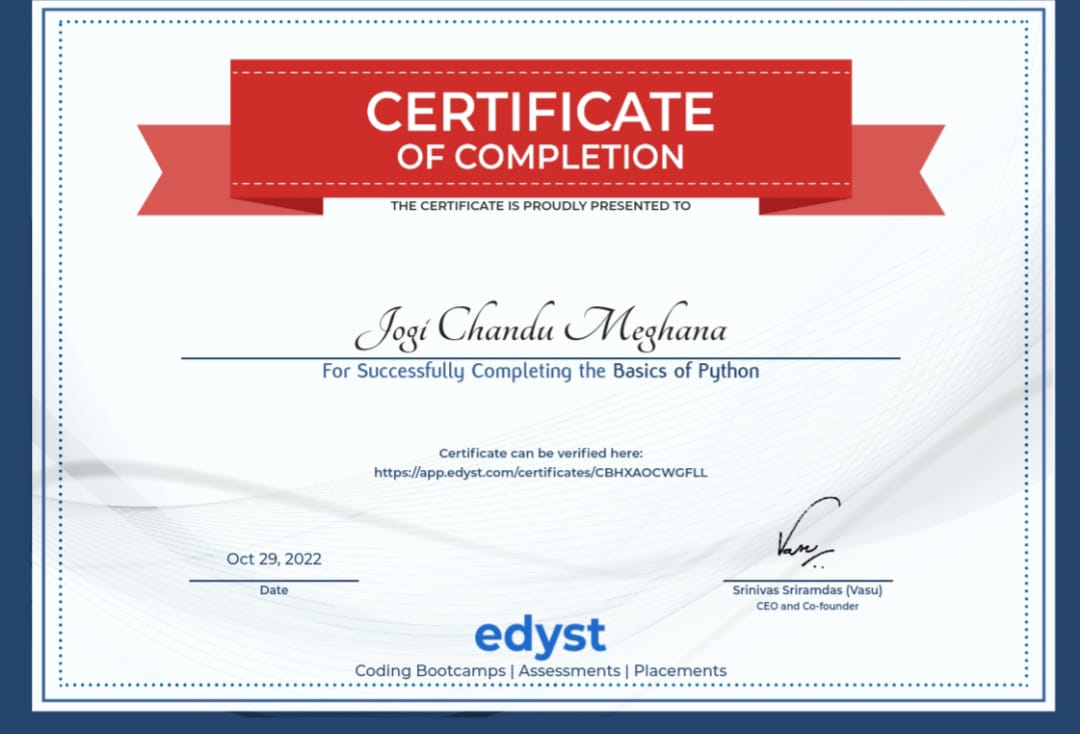 CERTIFICATE
OF COMPLETION
THE CERTIFICATE IS PROUDLY PRESENTED TO
Jogi Chandu Meghana
For Successfully Completing the Basics of Python
Certificate can be verified here:
https://app.edyst.com/certificates/CBHXAOCWGFLL
Oct 29, 2022
Date
Vasu
Srinivas Sriramdas (Vasu)
CEO and Co-founder
edyst
Coding Bootcamps | Assessments | Placements